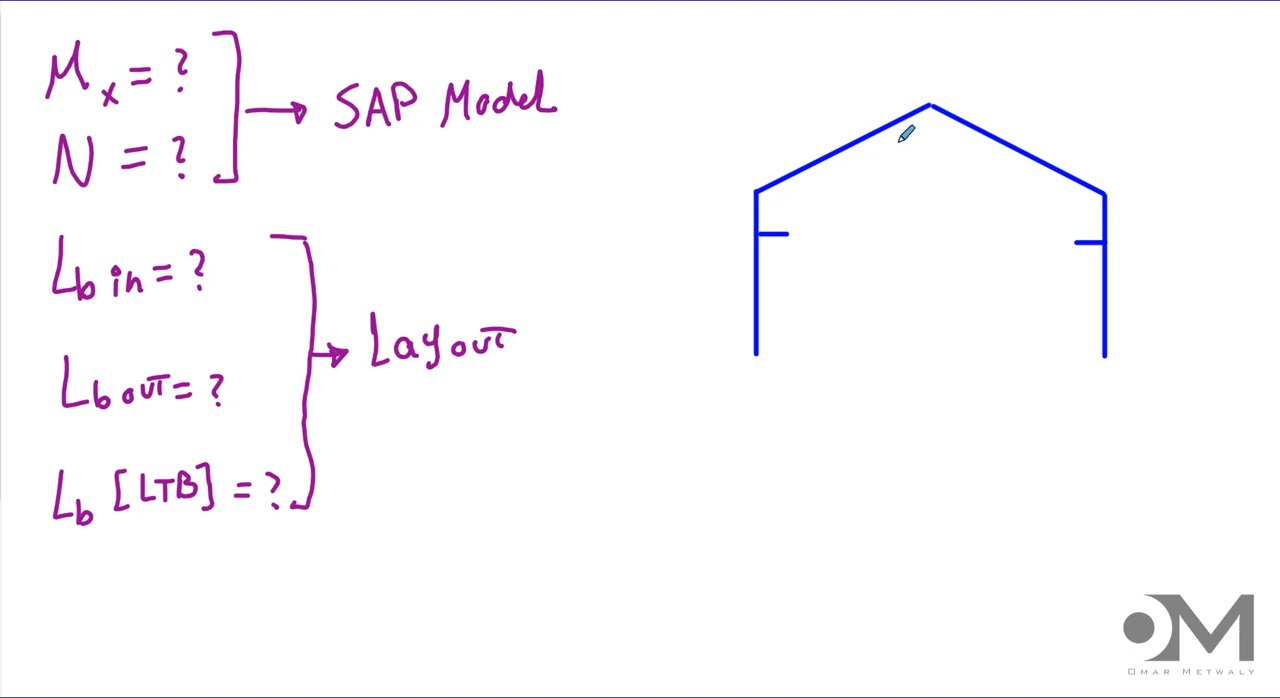 Mx = ?
N = ?
SAP Model
Lb in = ?
Lb out = ?
Layout
Lb [LTB] = ?
OM
OMAR METWALY